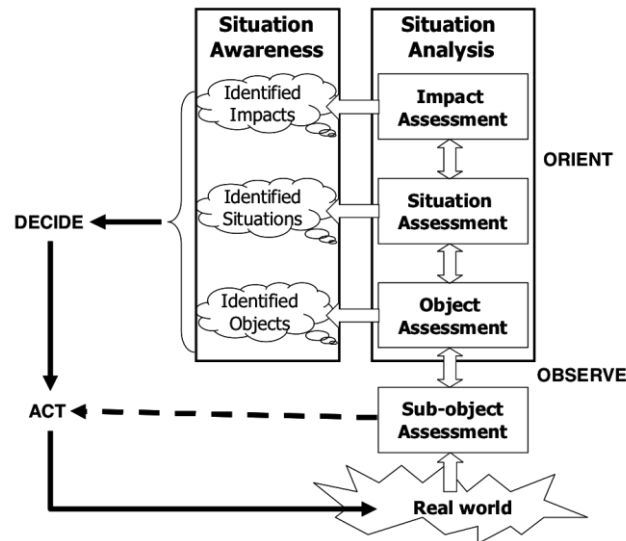 Situation
Awareness
Situation
Analysis
Identified
Impacts
Impact
Assessment
ORIENT
Identified
Situations
Situation
Assessment
DECIDE
Identified
Objects
Object
Assessment
OBSERVE
ACT
Sub-object
Assessment
Real world